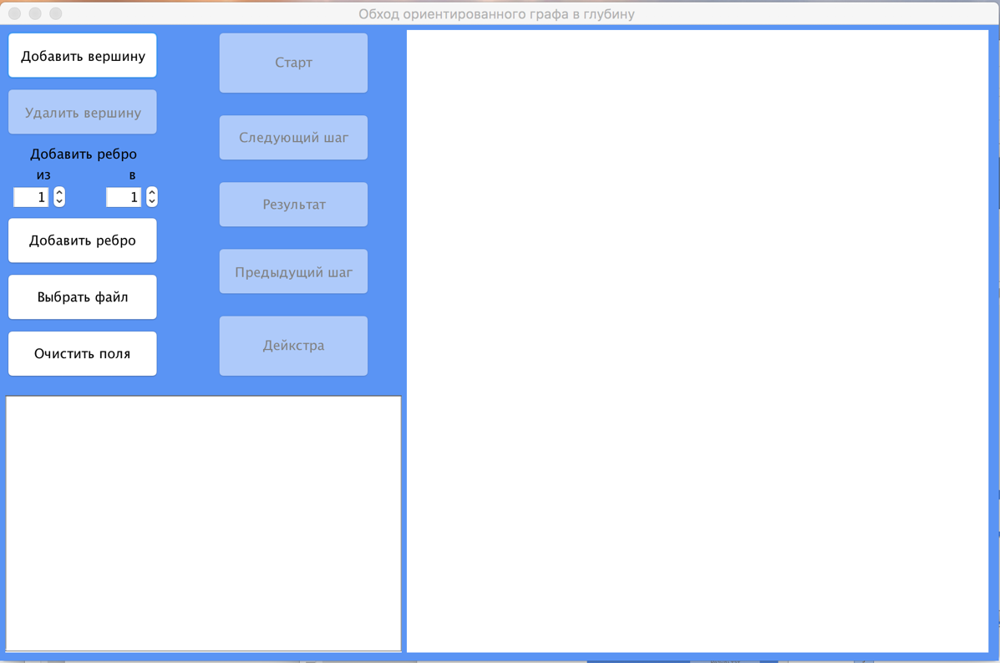 Обход ориентированного графа в глубину
Добавить вершину
Удалить вершину
Добавить ребро
из в
1 1
Добавить ребро
Выбрать файл
Очистить поля
Старт
Следующий шаг
Результат
Предыдущий шаг
Дейкстра